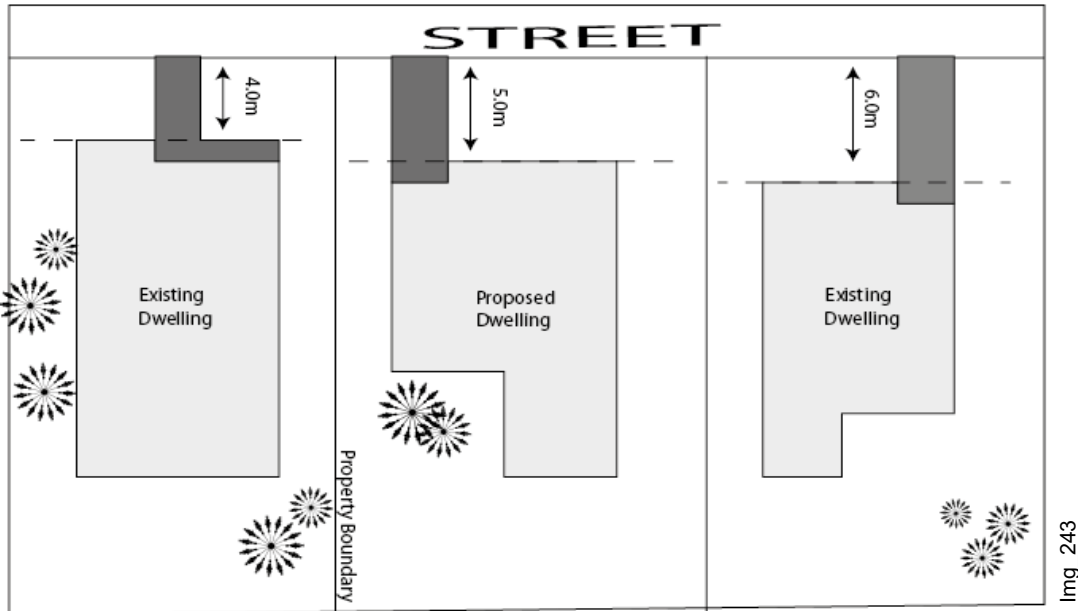 STREET
4.0m
5.0m
6.0m
Existing
Dwelling
Proposed
Dwelling
Existing
Dwelling
Property Boundary
Img 243